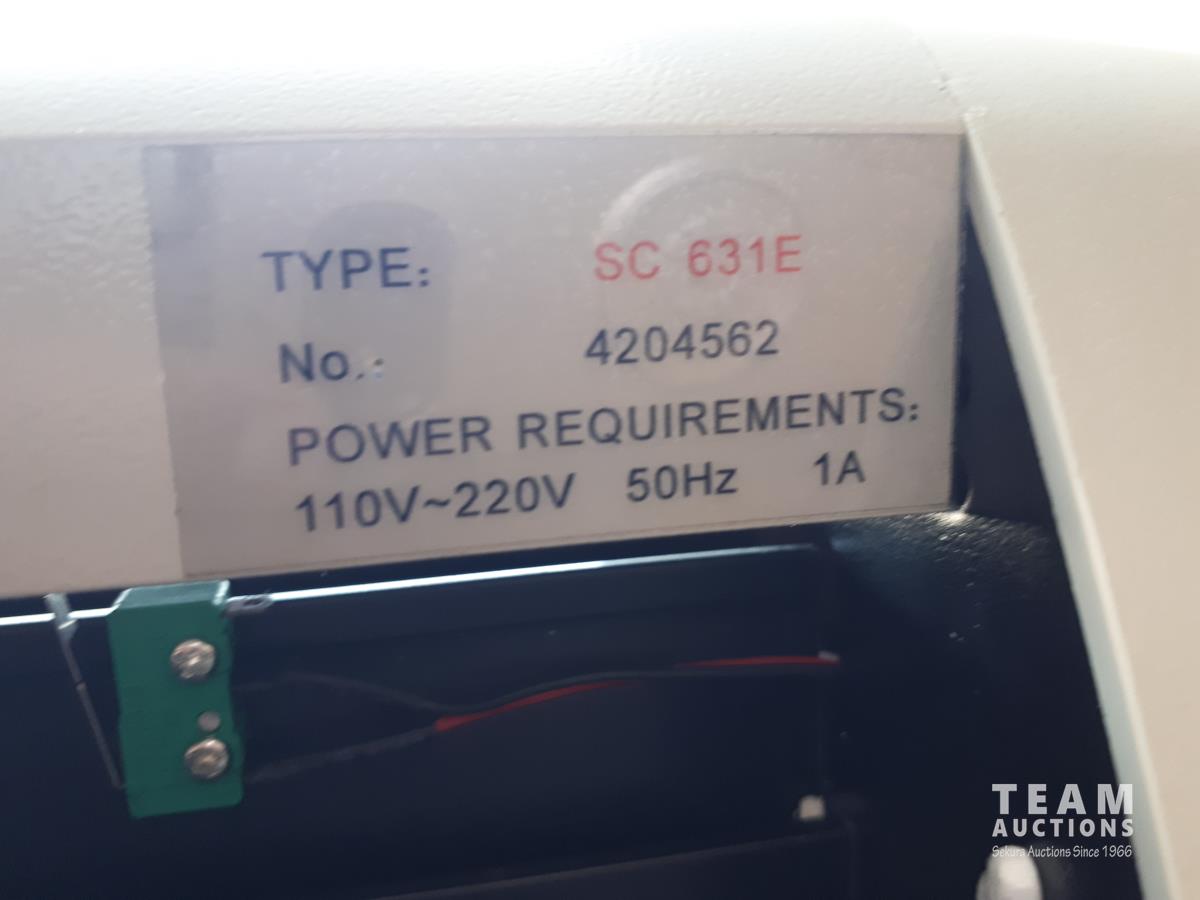 TYPE: SC 631E
No.: 4204562
POWER REQUIREMENTS:
110V~220V 50Hz 1A
TEAM
AUCTIONS
Sekura Auctions Since 1966